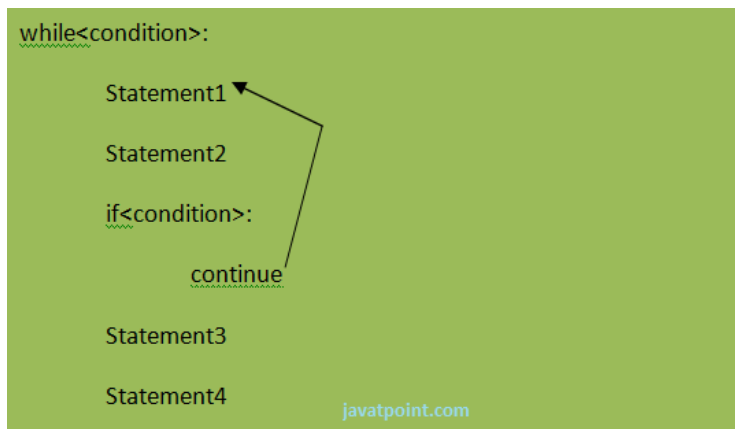 while<condition>:
Statement1
Statement2
if<condition>:
continue
Statement3
Statement4
javatpoint.com